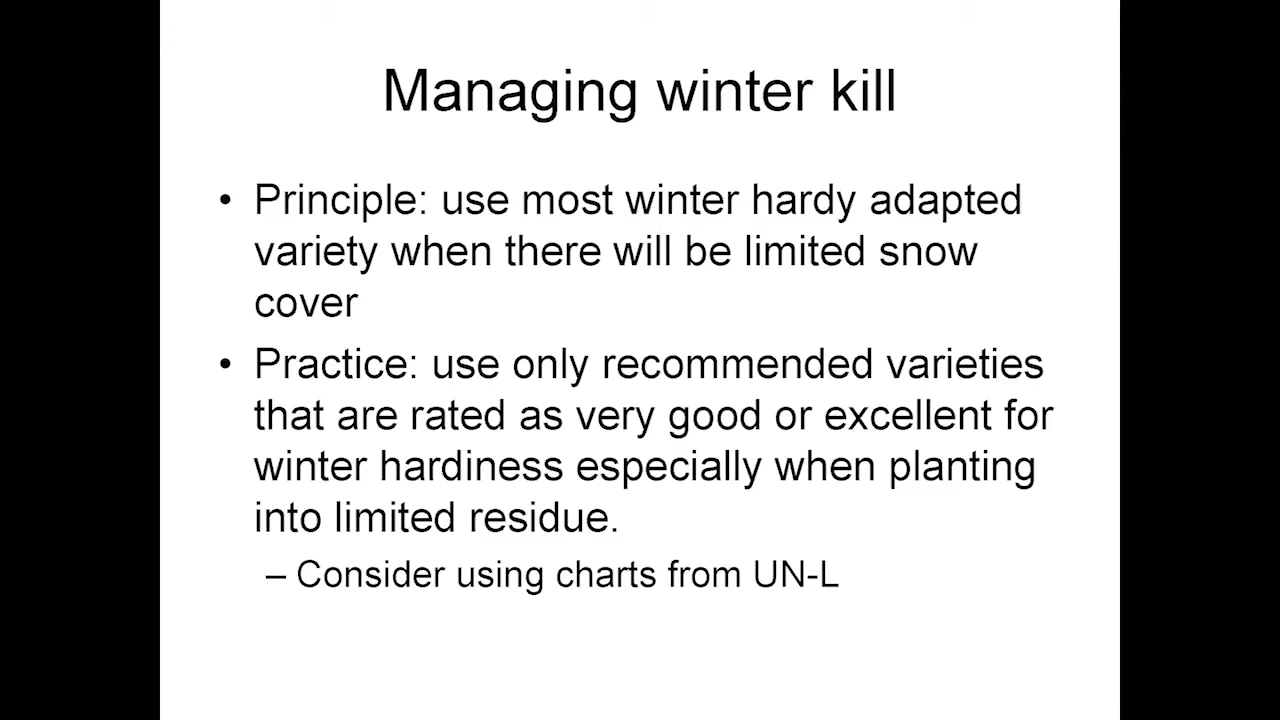 Managing winter kill
• Principle: use most winter hardy adapted
variety when there will be limited snow
cover
• Practice: use only recommended varieties
that are rated as very good or excellent for
winter hardiness especially when planting
into limited residue.
– Consider using charts from UN-L